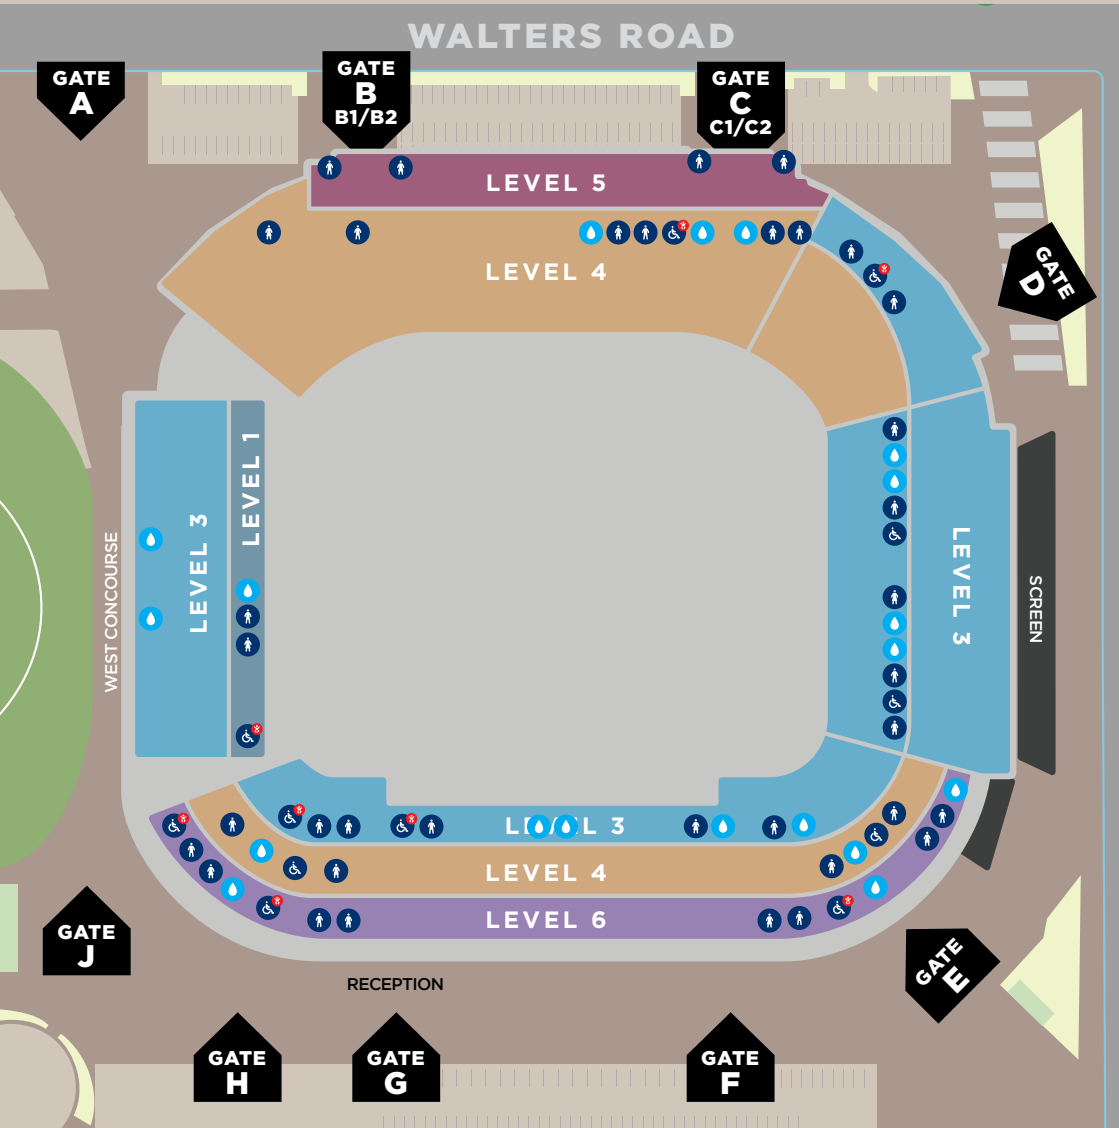 WALTERS ROAD
GATE
A
GATE
B
B1/B2
GATE
C
C1/C2
LEVEL 5
LEVEL 4
GATE
D
LEVEL 1
LEVEL 3
WEST CONCOURSE
LEVEL 3
SCREEN
3
LEVEL 4
LEVEL 6
GATE
J
GATE
E
RECEPTION
GATE
H
GATE
G
GATE
F